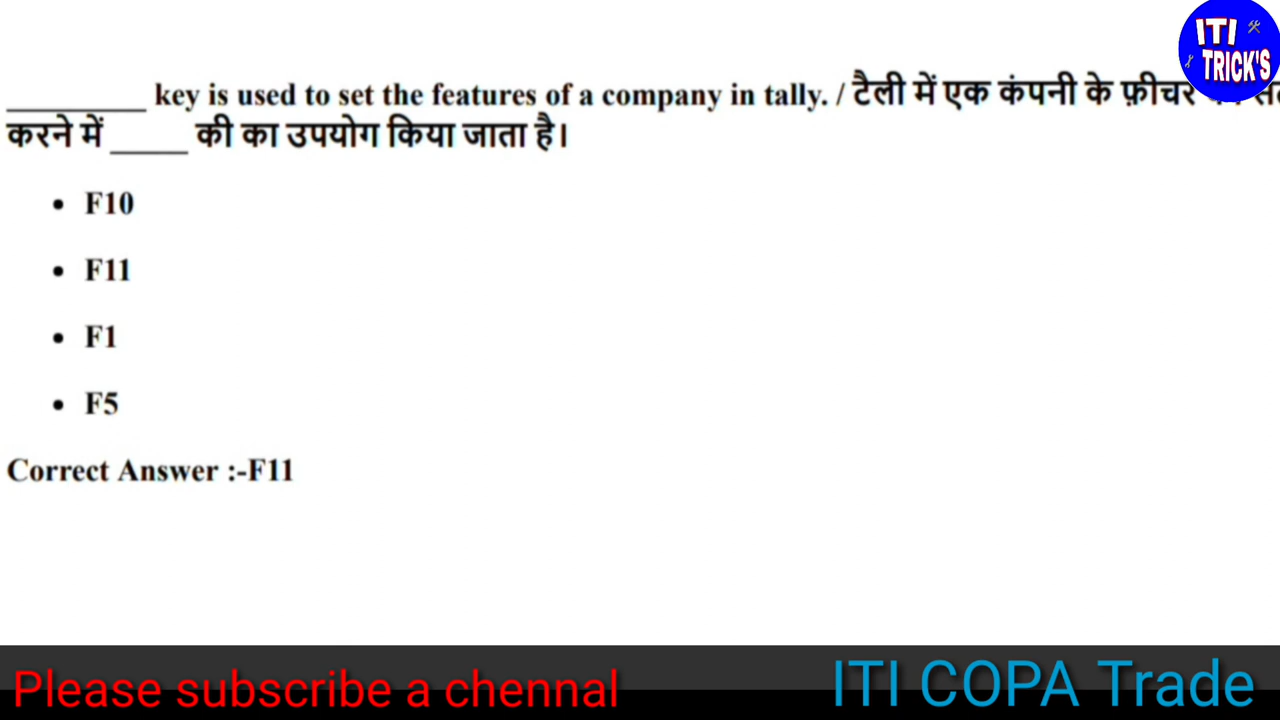 ITI
TRICK'S
_________ key is used to set the features of a company in tally. / टैली में एक कंपनी के फ़ीचर
करने में _____ की का उपयोग किया जाता है।
• F10
• F11
• F1
• F5
Correct Answer :-F11
Please subscribe a chennal
ITI COPA Trade